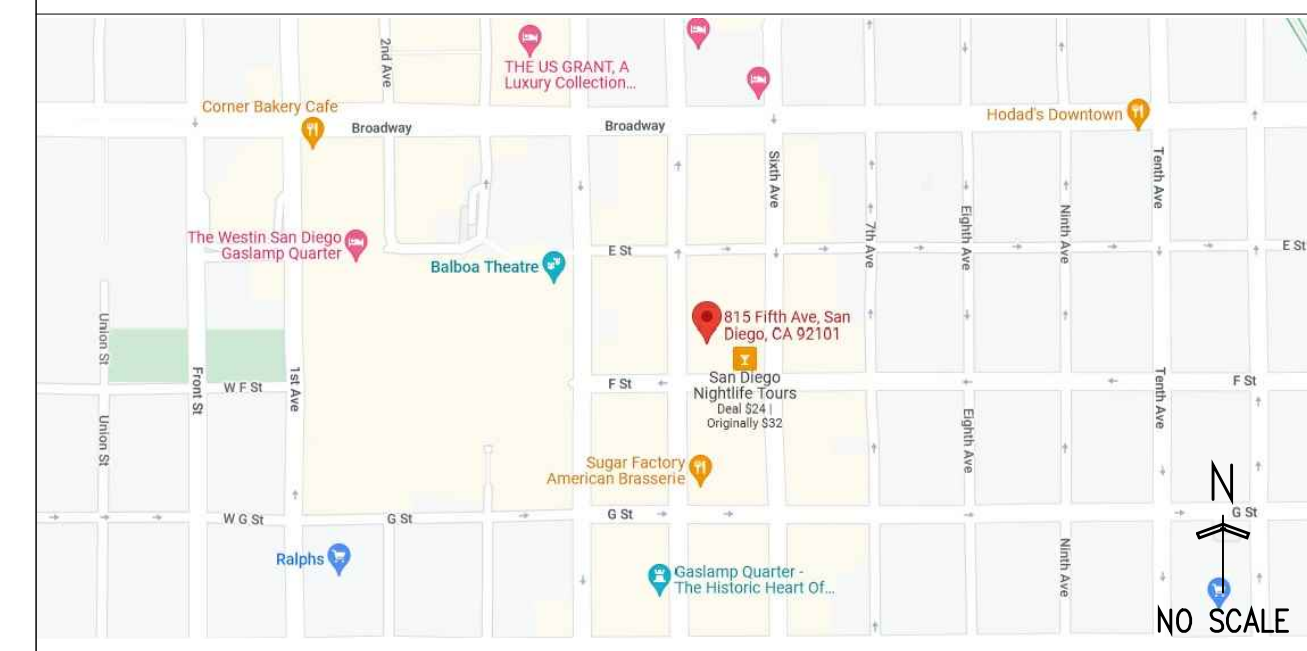 2nd Ave
THE US GRANT, A
Luxury Collection...
Corner Bakery Cafe
Broadway
Broadway
Hodad's Downtown
Sixth Ave
Tenth Ave
7th Ave
Eighth Ave
Ninth Ave
The Westin San Diego
Gaslamp Quarter
Balboa Theatre
E St
E St
815 Fifth Ave, San
Diego, CA 92101
Union St
Front St
W F St
1st Ave
F St
San Diego
Nightlife Tours
Deal $24 |
Originally $32
F St
Tenth Ave
Union St
Eighth Ave
Sugar Factory
American Brasserie
N
W G St
G St
G St
G St
Ralphs
Gaslamp Quarter -
The Historic Heart Of...
Ninth Ave
NO SCALE